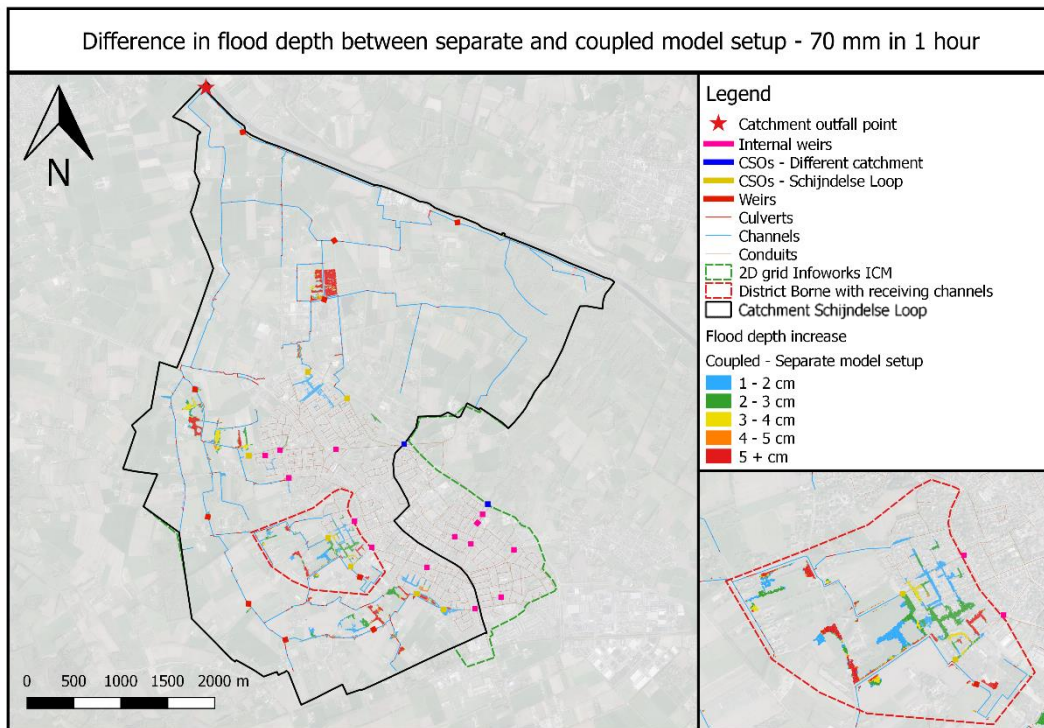 Difference in flood depth between separate and coupled model setup - 70 mm in 1 hour
N
0 500 1000 1500 2000 m
Legend
Catchment outfall point
Internal weirs
CSOs - Different catchment
CSOs - Schijndelse Loop
Weirs
Culverts
Channels
Conduits
2D grid Infoworks ICM
District Borne with receiving channels
Catchment Schijndelse Loop
Flood depth increase
Coupled - Separate model setup
1 - 2 cm
2 - 3 cm
3 - 4 cm
4 - 5 cm
5 + cm